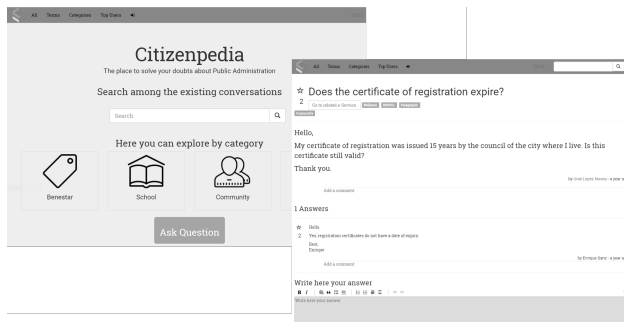 All Terms Categories Top Users
Citizenpedia
The place to solve your doubts about Public Administration
Search among the existing conversations
Search
Here you can explore by category
Benestar School Community
Ask Question
All Terms Categories Top Users
Does the certificate of registration expire?
2
Go to related e-Service
Hello,
My certificate of registration was issued 15 years by the council of the city where I live. Is this
certificate still valid?
Thank you.
a year a
Add a comment
1 Answers
Hello,
2 Yes, registration certificates do not have a date of expiry.
Best,
Enrique
by Enrique Sanz - a year a
Add a comment
Write here your answer
B I
Write here your answer